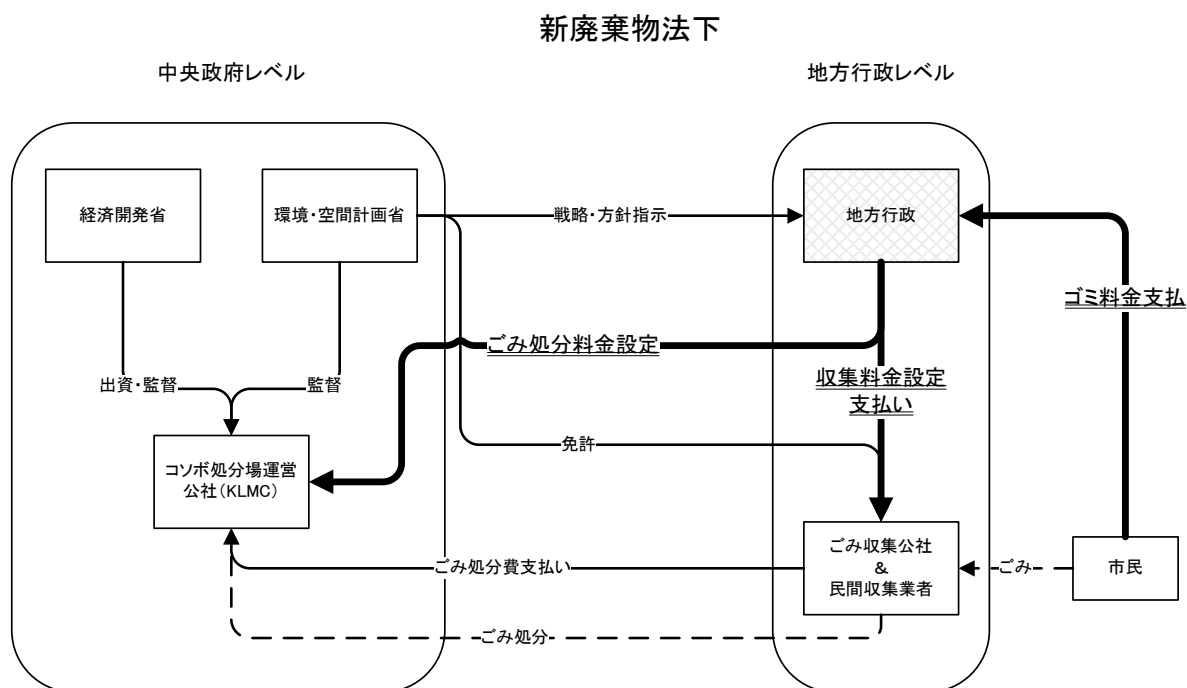 新廃棄物法下
中央政府レベル
地方行政レベル
経済開発省
環境・空間計画省
戦略・方針指示
地方行政
ゴミ料金支払
ごみ処分料金設定
収集料金設定
支払い
出資・監督
監督
免許
コソボ処分場運営
公社(KLMC)
ごみ収集公社
&
民間収集業者
ごみ処分費支払い
ごみ
市民
ごみ処分